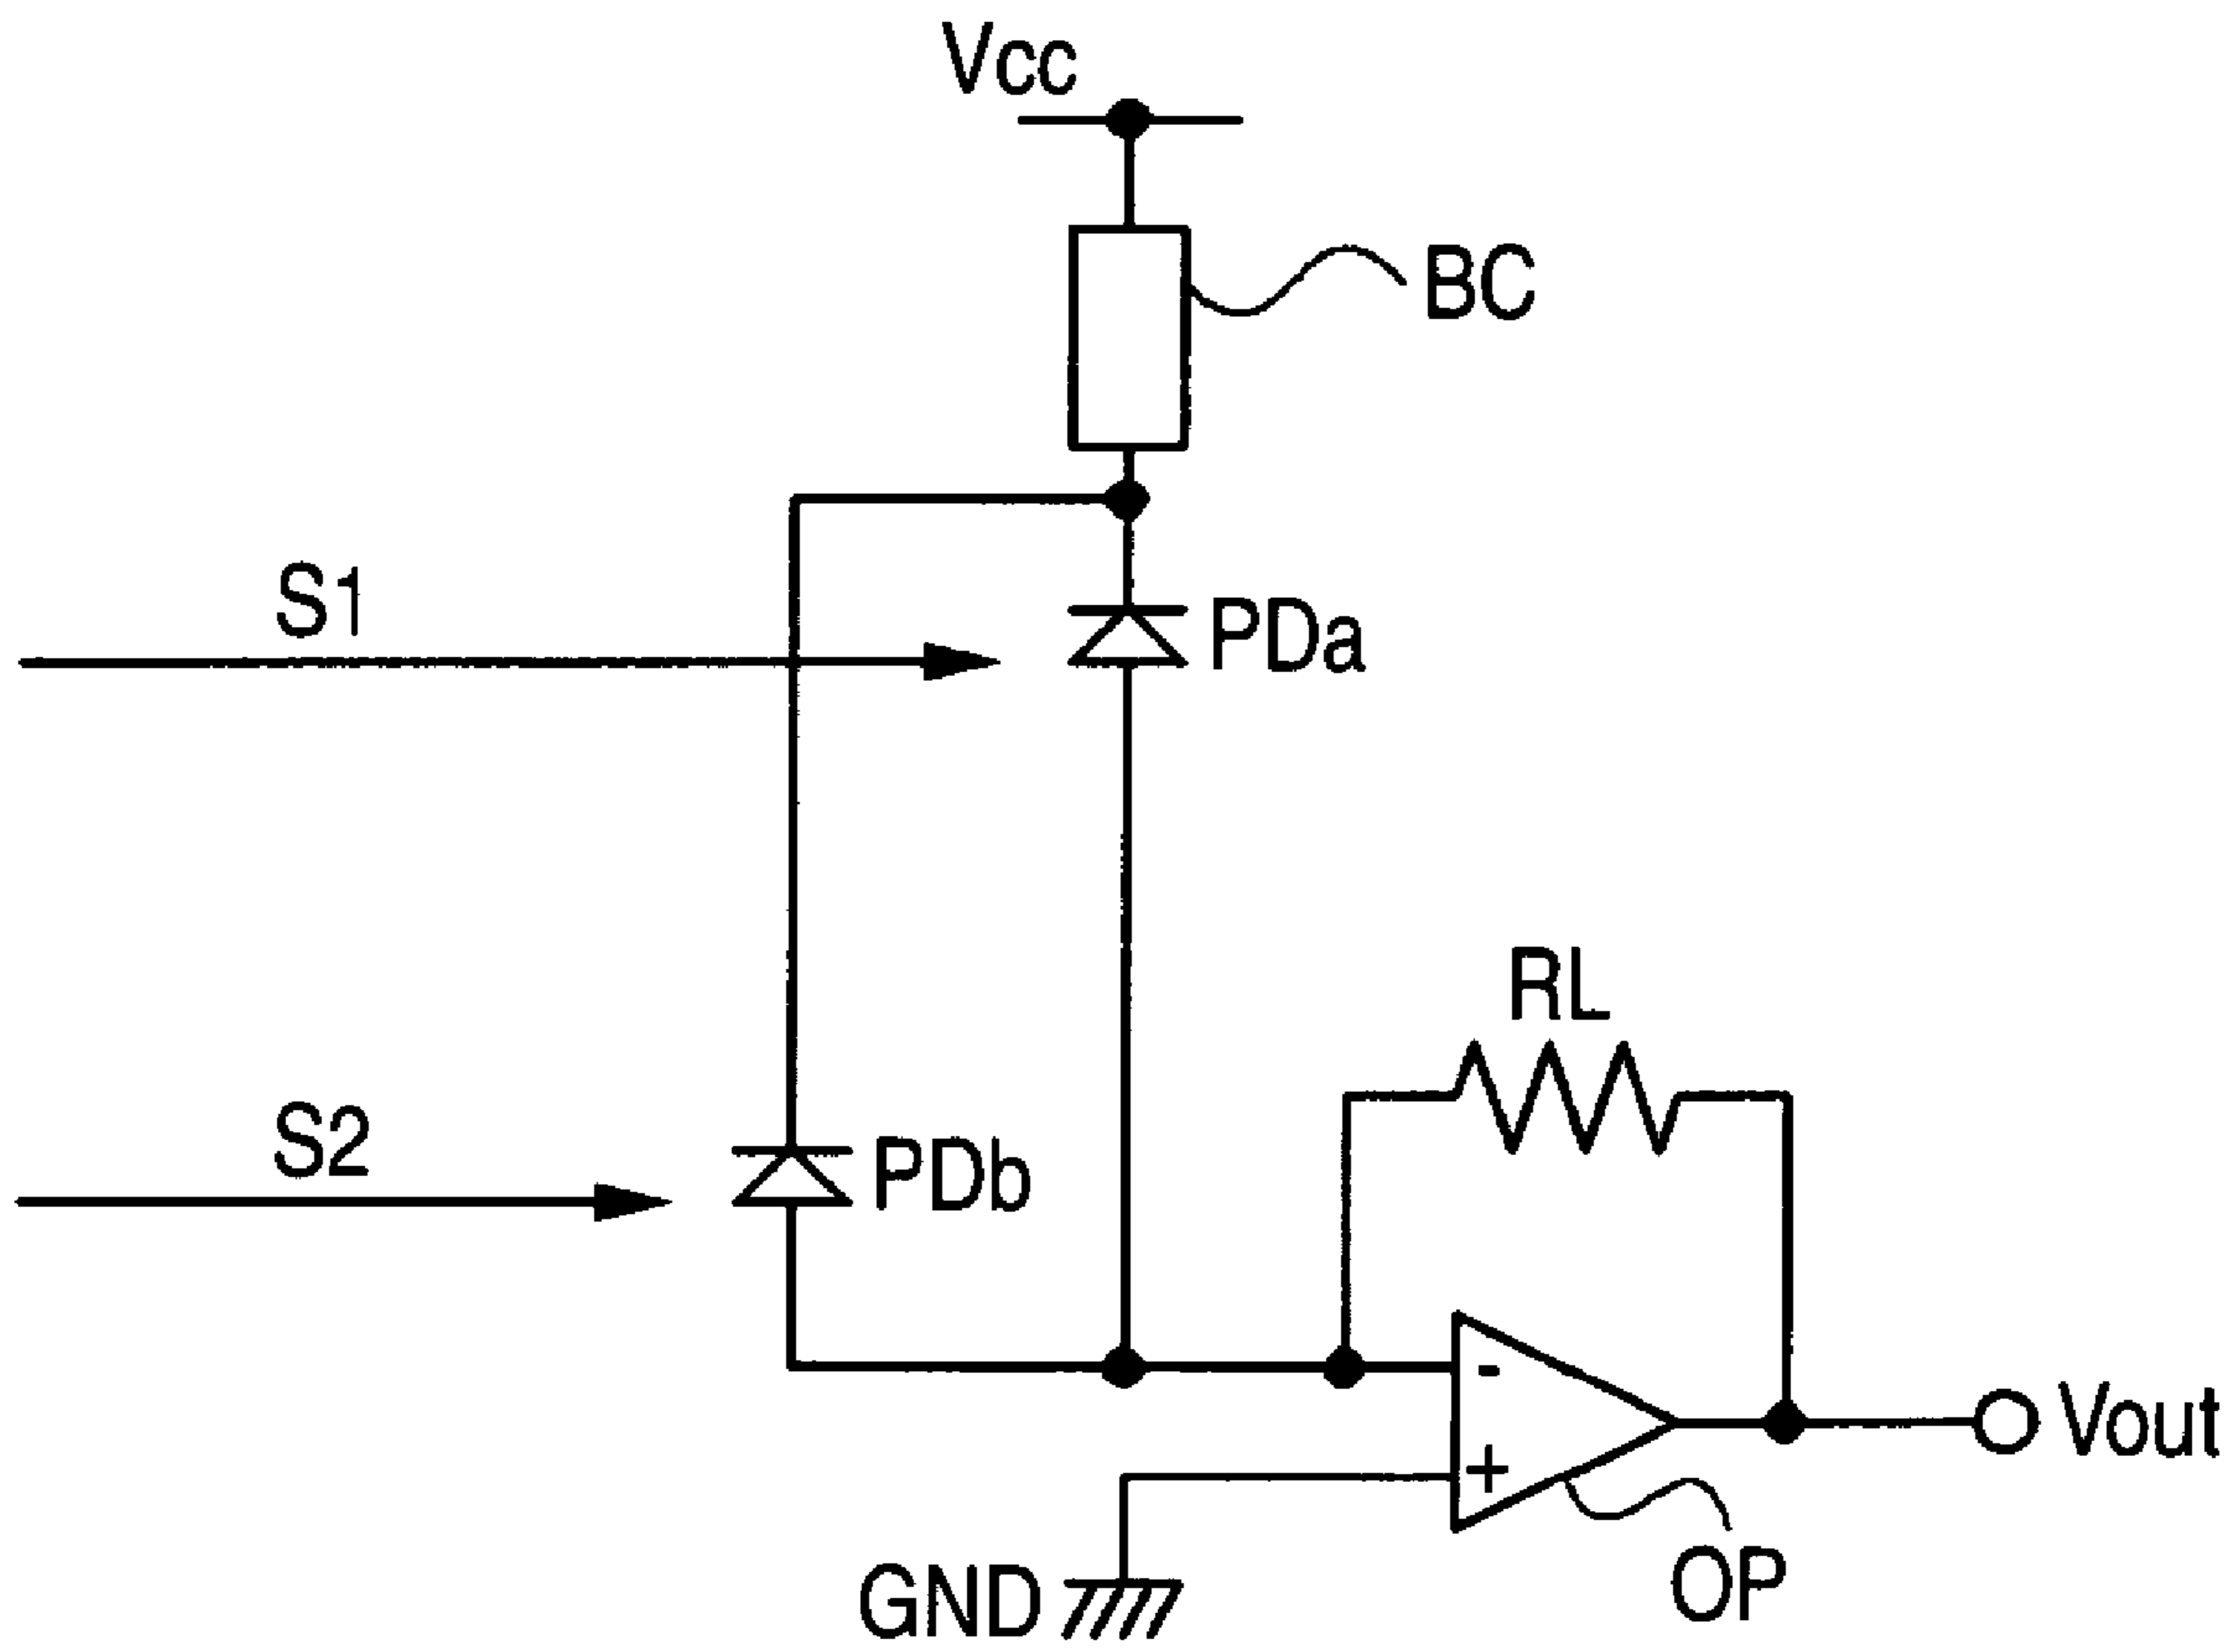 Vcc
BC
S1
PDa
RL
S2
PDb
-
+
Vout
GND
OP